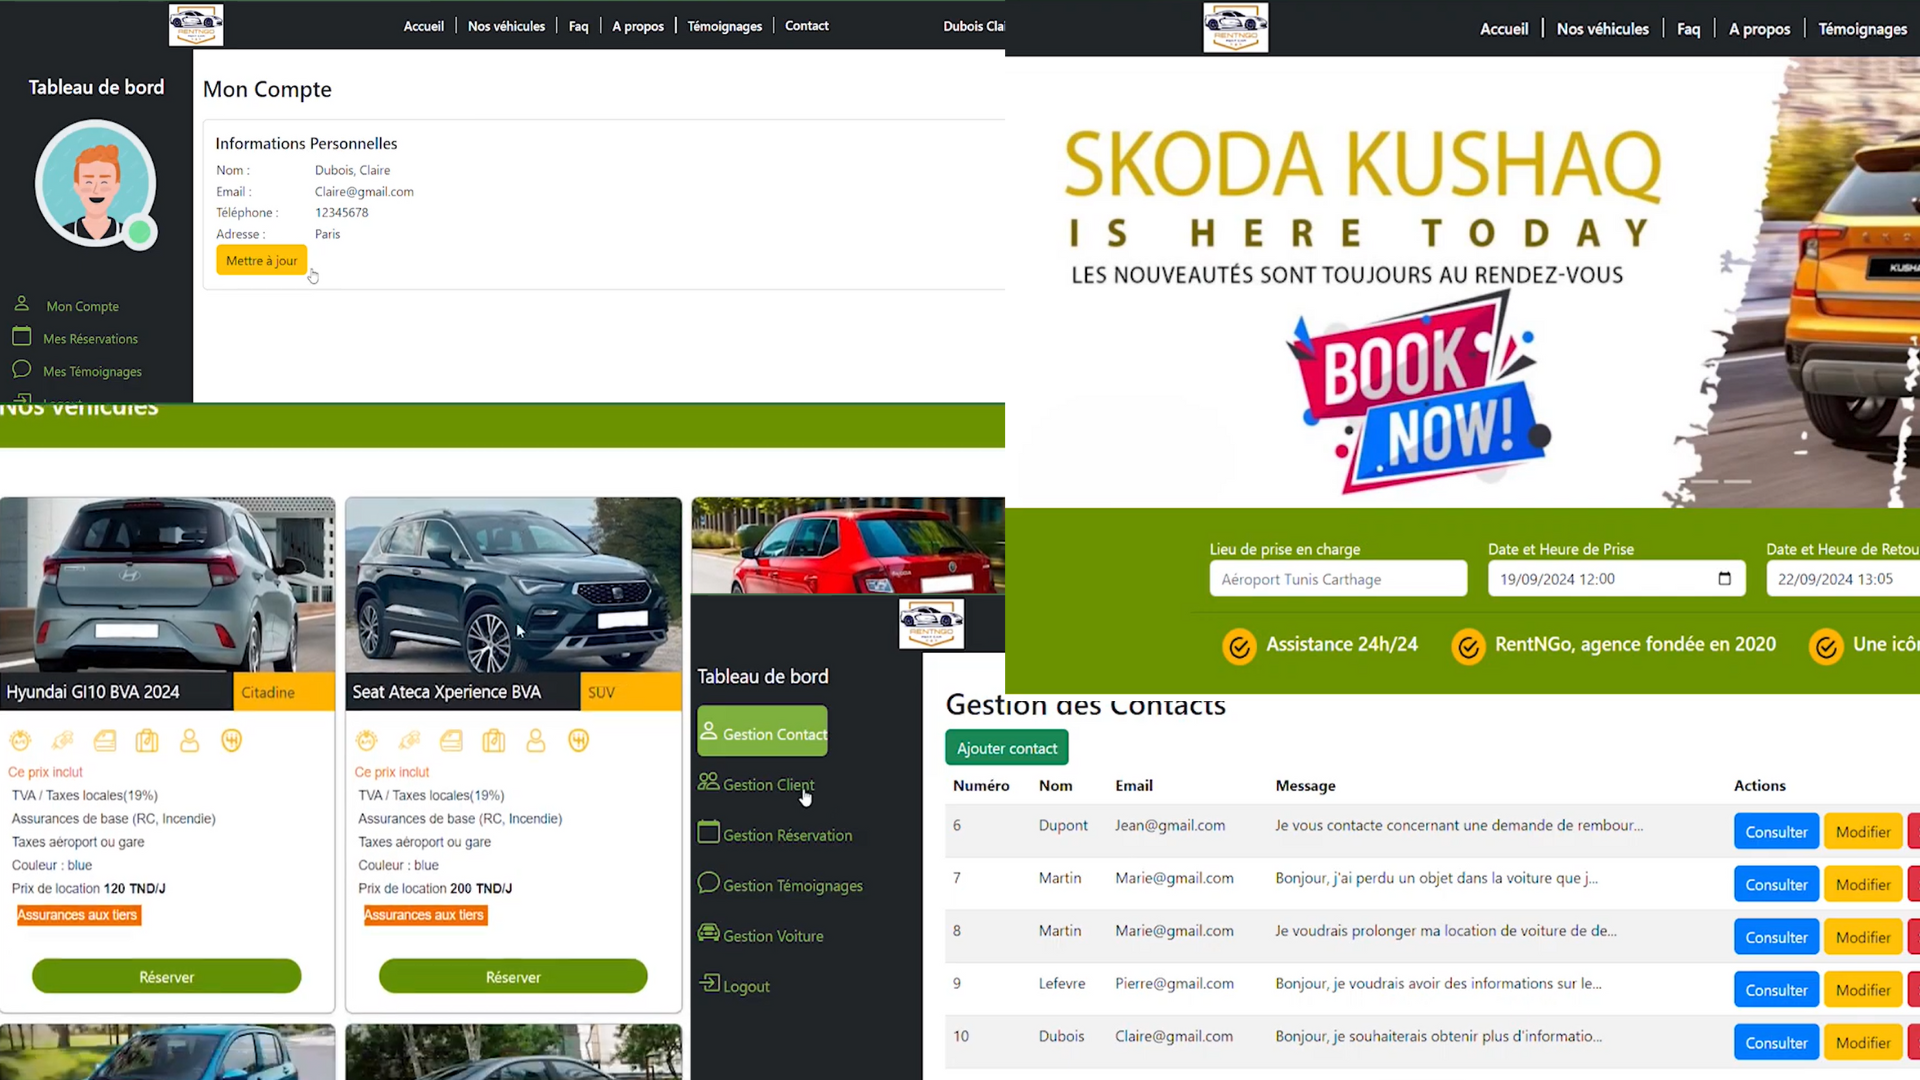 RENTNGO
Accueil
Nos véhicules
Faq
A propos
Témoignages
Contact
Dubois
Tableau de bord
Mon Compte
Informations Personnelles
Nom : Dubois, Claire
Email : Claire@gmail.com
Téléphone : 12345678
Adresse : Paris
Mettre à jour
Mon Compte
Mes Réservations
Mes Témoignages
Nos véhicules
Hyundai GI10 BVA 2024
Citadine
Ce prix inclut
TVA / Taxes locales(19%)
Assurances de base (RC, Incendie)
Taxes aéroport ou gare
Couleur : blue
Prix de location 120 TND/J
Assurances aux tiers
Réserver
Seat Ateca Xperience BVA
SUV
Ce prix inclut
TVA / Taxes locales(19%)
Assurances de base (RC, Incendie)
Taxes aéroport ou gare
Couleur : blue
Prix de location 200 TND/J
Assurances aux tiers
Réserver
RENTNGO
Accueil
Nos véhicules
Faq
A propos
Témoignages
SKODA KUSHAQ
IS HERE TODAY
LES NOUVEAUTÉS SONT TOUJOURS AU RENDEZ-VOUS
BOOK
NOW!
Lieu de prise en charge
Aéroport Tunis Carthage
Date et Heure de Prise
19/09/2024 12:00
Date et Heure de Retou
22/09/2024 13:05
Assistance 24h/24
RentNGo, agence fondée en 2020
Une icôn
RENTNGO
Tableau de bord
Gestion Contact
Gestion Client
Gestion Réservation
Gestion Témoignages
Gestion Voiture
Logout
Gestion des Contacts
Ajouter contact
Numéro Nom Email Message Actions
6 Dupont Jean@gmail.com Je vous contacte concernant une demande de rembour... Consulter Modifier
7 Martin Marie@gmail.com Bonjour, j'ai perdu un objet dans la voiture que j... Consulter Modifier
8 Martin Marie@gmail.com Je voudrais prolonger ma location de voiture de de... Consulter Modifier
9 Lefevre Pierre@gmail.com Bonjour, je voudrais avoir des informations sur le... Consulter Modifier
10 Dubois Claire@gmail.com Bonjour, je souhaiterais obtenir plus d'informatio... Consulter Modifier